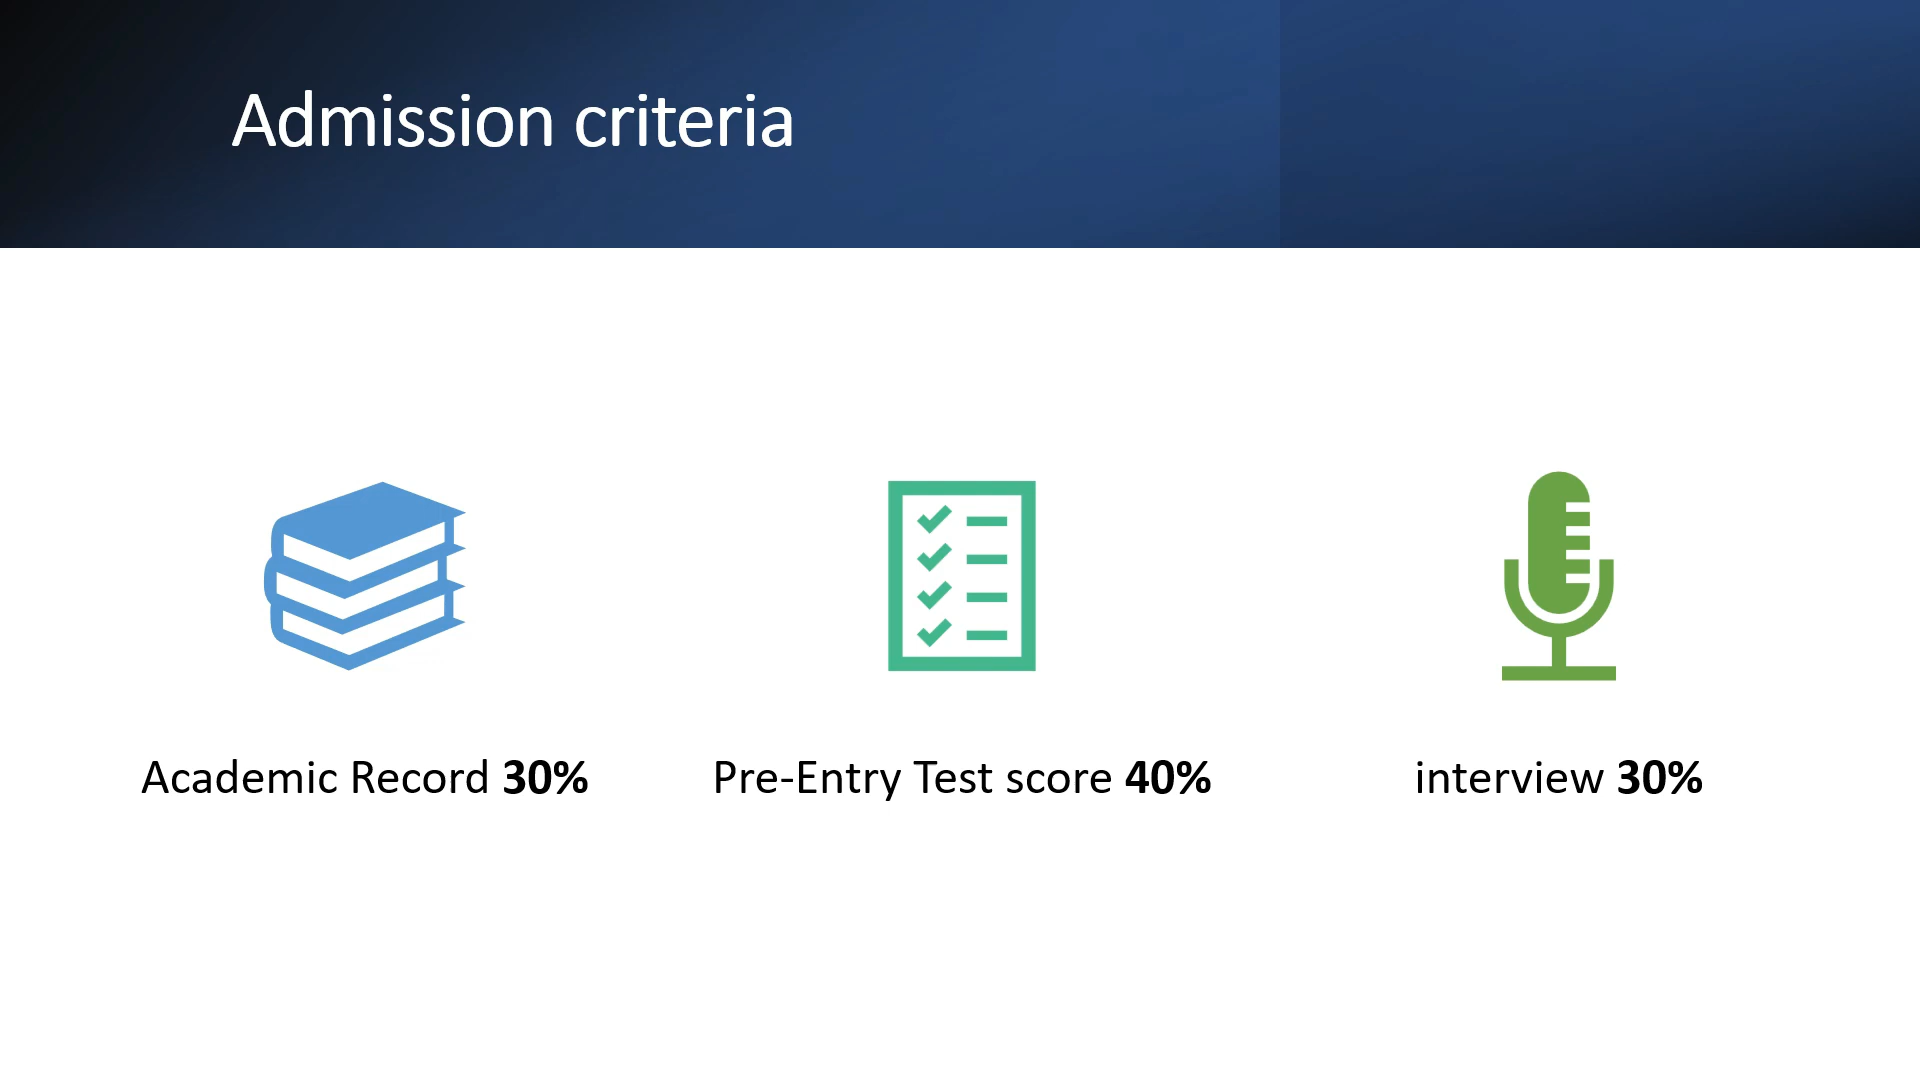 Admission criteria
Academic Record 30%
Pre-Entry Test score 40%
interview 30%